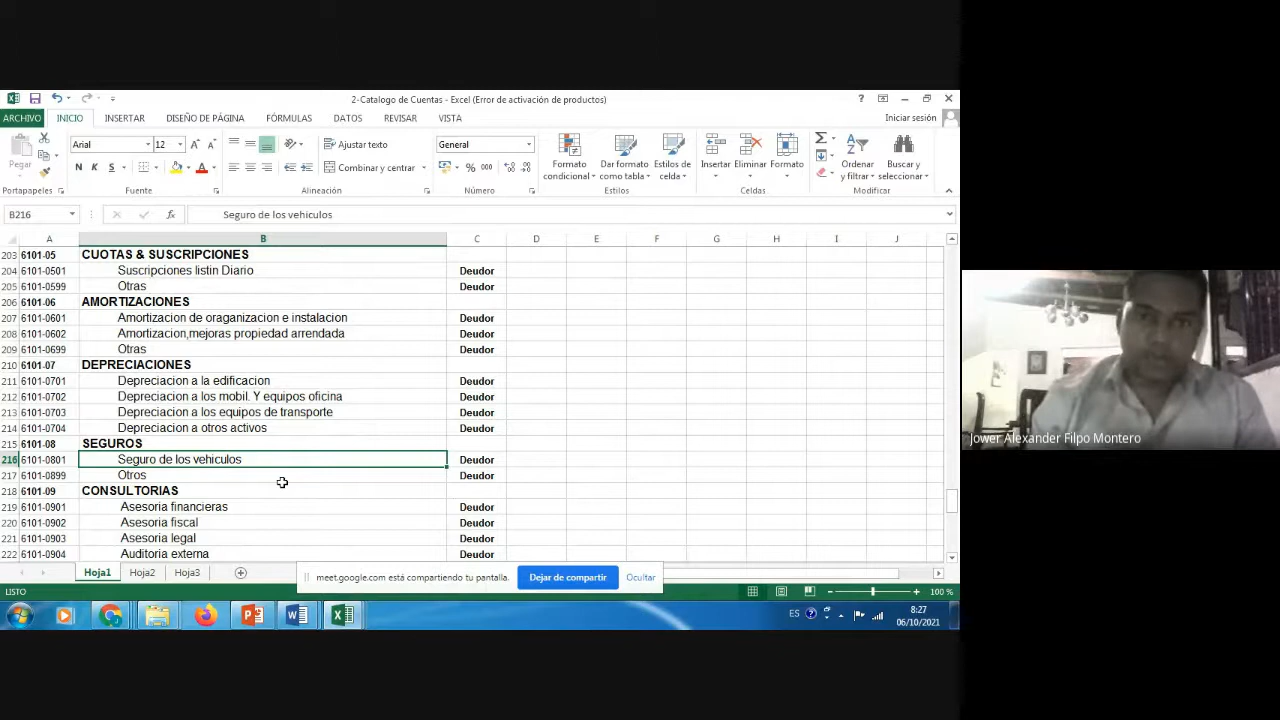 2-Catalogo de Cuentas - Excel (Error de activación de productos)
ARCHIVO INICIO INSERTAR DISEÑO DE PÁGINA FÓRMULAS DATOS REVISAR VISTA Iniciar sesión
Pegar
Portapapeles
Arial 12
N K S
Fuente
Ajustar texto
Combinar y centrar
Alineación
General
% 000
Número
Formato condicional
Dar formato como tabla
Estilos de celda
Estilos
Insertar
Eliminar
Formato
Celdas
Ordenar y filtrar
Buscar y seleccionar
Modificar
B216 fx Seguro de los vehiculos
A B C D E F G H I J
203 6101-05 CUOTAS & SUSCRIPCIONES
204 6101-0501 Suscripciones listin Diario Deudor
205 6101-0599 Otras Deudor
206 6101-06 AMORTIZACIONES
207 6101-0601 Amortizacion de oraganizacion e instalacion Deudor
208 6101-0602 Amortizacion,mejoras propiedad arrendada Deudor
209 6101-0699 Otras Deudor
210 6101-07 DEPRECIACIONES
211 6101-0701 Depreciacion a la edificacion Deudor
212 6101-0702 Depreciacion a los mobil. Y equipos oficina Deudor
213 6101-0703 Depreciacion a los equipos de transporte Deudor
214 6101-0704 Depreciacion a otros activos Deudor
215 6101-08 SEGUROS
216 6101-0801 Seguro de los vehiculos Deudor
217 6101-0899 Otros Deudor
218 6101-09 CONSULTORIAS
219 6101-0901 Asesoria financieras Deudor
220 6101-0902 Asesoria fiscal Deudor
221 6101-0903 Asesoria legal Deudor
222 6101-0904 Auditoria externa Deudor
Hoja1 Hoja2 Hoja3
meet.google.com está compartiendo tu pantalla. Dejar de compartir Ocultar
LISTO 100 %
ES 8:27
06/10/2021
Jower Alexander Filpo Montero